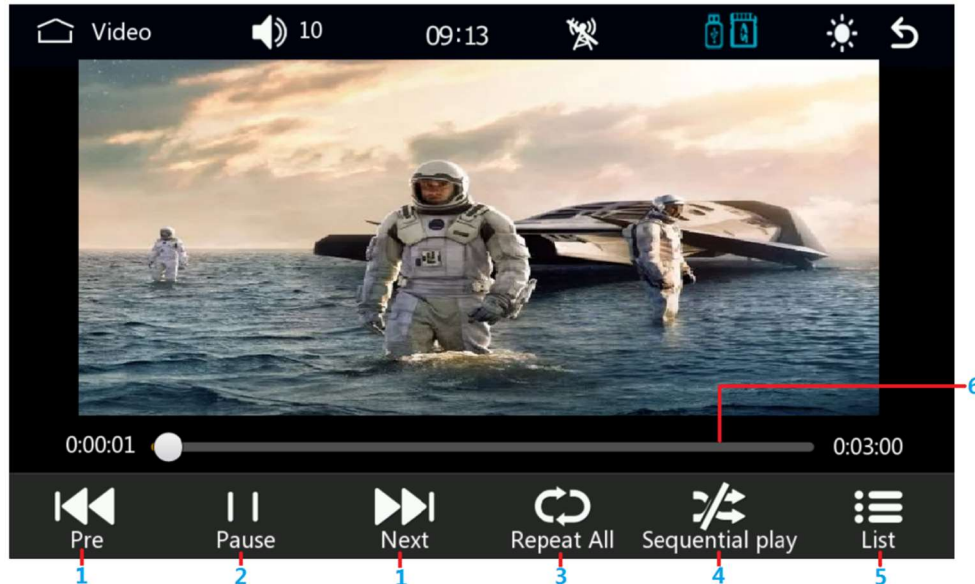 Video 10 09:13
6
0:00:01 0:03:00
Pre Pause Next Repeat All Sequential play List
1 2 1 3 4 5